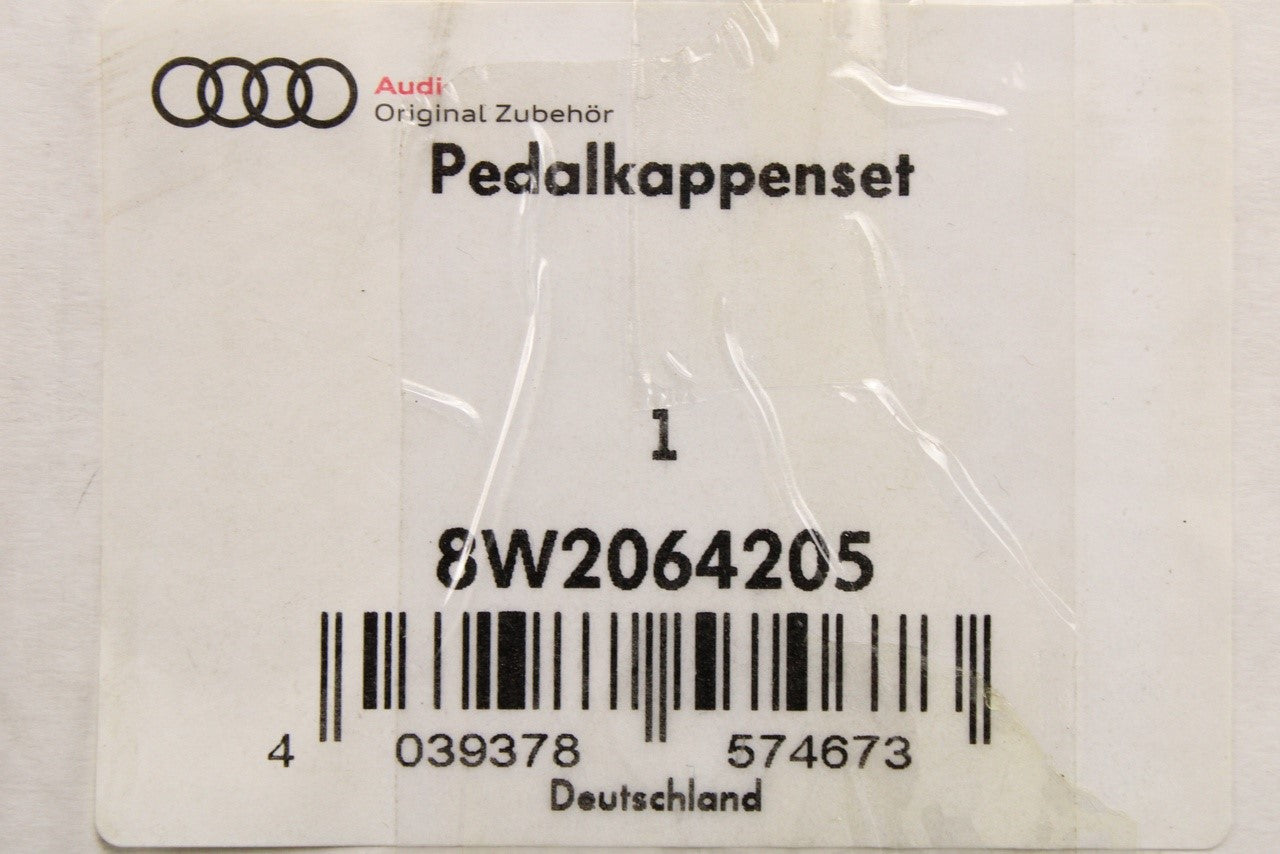 Audi
Original Zubehör
Pedalkappenset
1
8W2064205
4 039378 574673
Deutschland